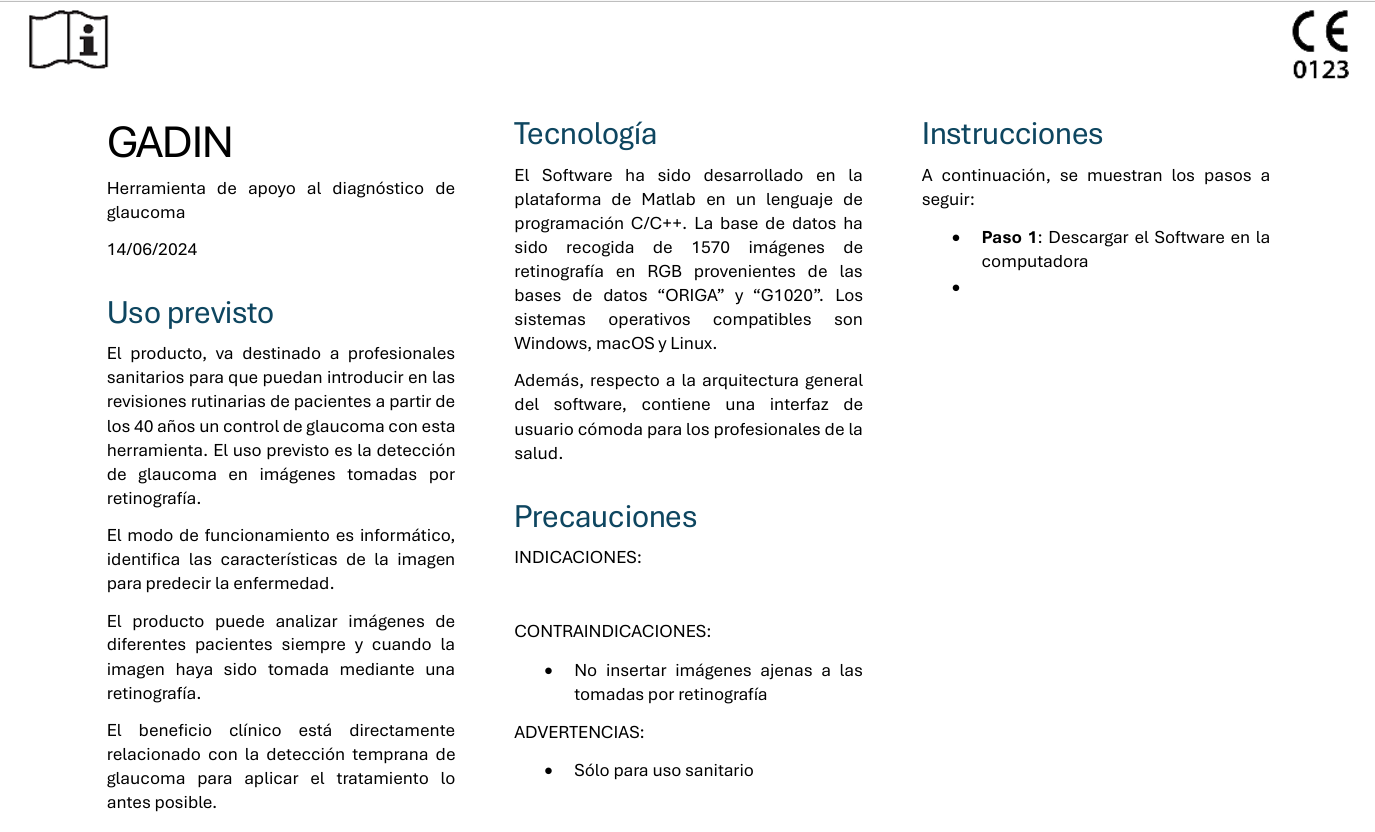 i
CE
0123
GADIN
Herramienta de apoyo al diagnóstico de
glaucoma
14/06/2024
Uso previsto
El producto, va destinado a profesionales
sanitarios para que puedan introducir en las
revisiones rutinarias de pacientes a partir de
los 40 años un control de glaucoma con esta
herramienta. El uso previsto es la detección
de glaucoma en imágenes tomadas por
retinografía.
El modo de funcionamiento es informático,
identifica las características de la imagen
para predecir la enfermedad.
El producto puede analizar imágenes de
diferentes pacientes siempre y cuando la
imagen haya sido tomada mediante una
retinografía.
El beneficio clínico está directamente
relacionado con la detección temprana de
glaucoma para aplicar el tratamiento lo
antes posible.
Tecnología
El Software ha sido desarrollado en la
plataforma de Matlab en un lenguaje de
programación C/C++. La base de datos ha
sido recogida de 1570 imágenes de
retinografía en RGB provenientes de las
bases de datos “ORIGA” y “G1020”. Los
sistemas operativos compatibles son
Windows, macOS y Linux.
Además, respecto a la arquitectura general
del software, contiene una interfaz de
usuario cómoda para los profesionales de la
salud.
Precauciones
INDICACIONES:
CONTRAINDICACIONES:
• No insertar imágenes ajenas a las
tomadas por retinografía
ADVERTENCIAS:
• Sólo para uso sanitario
Instrucciones
A continuación, se muestran los pasos a
seguir:
• Paso 1: Descargar el Software en la
computadora
•